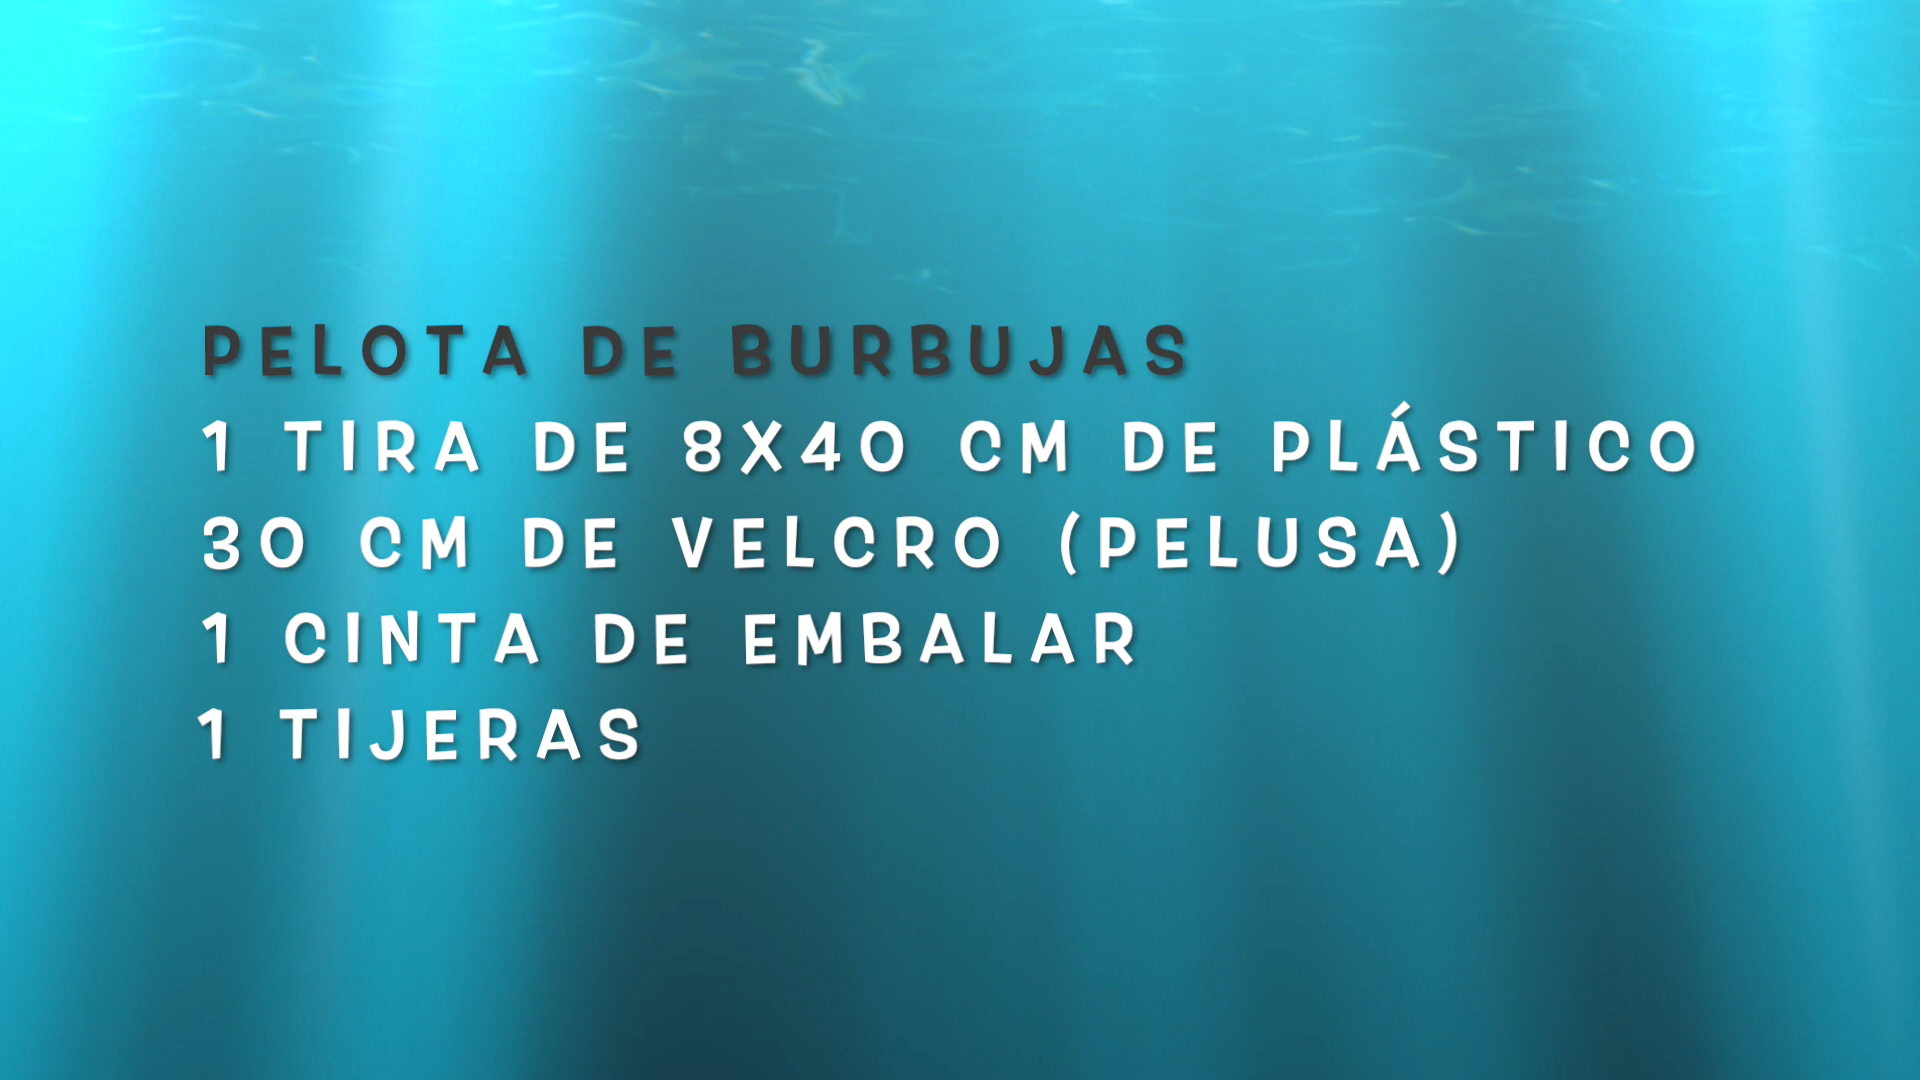 PELOTA DE BURBUJAS
1 TIRA DE 8X40 CM DE PLÁSTICO
30 CM DE VELCRO (PELUSA)
1 CINTA DE EMBALAR
1 TIJERAS